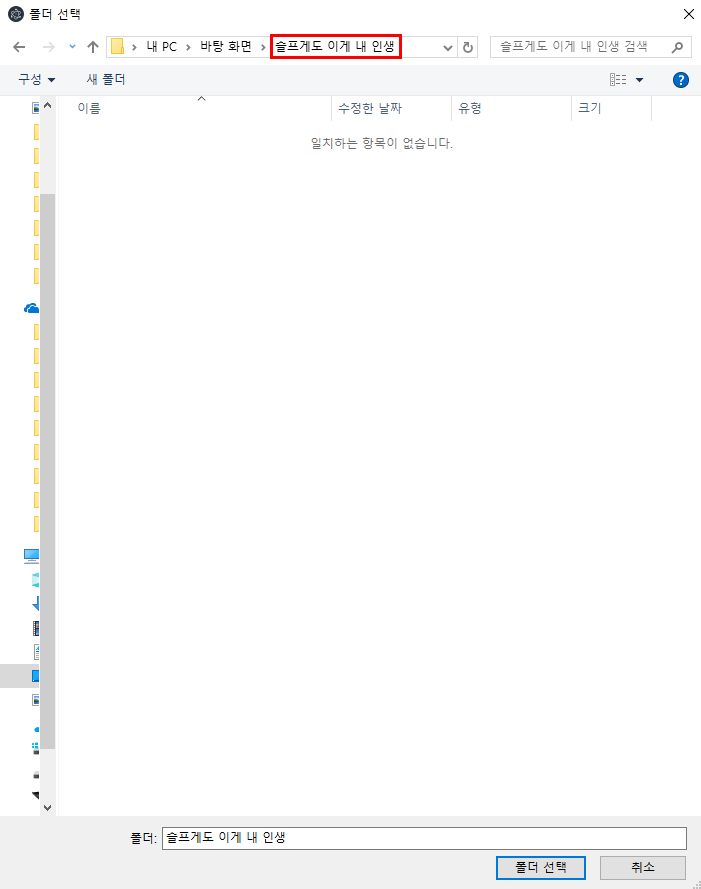 폴더 선택
내 PC 바탕 화면 슬프게도 이게 내 인생
슬프게도 이게 내 인생 검색
구성 새 폴더
이름 수정한 날짜 유형 크기
일치하는 항목이 없습니다.
폴더: 슬프게도 이게 내 인생
폴더 선택 취소